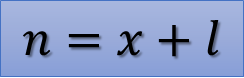 n = x + l